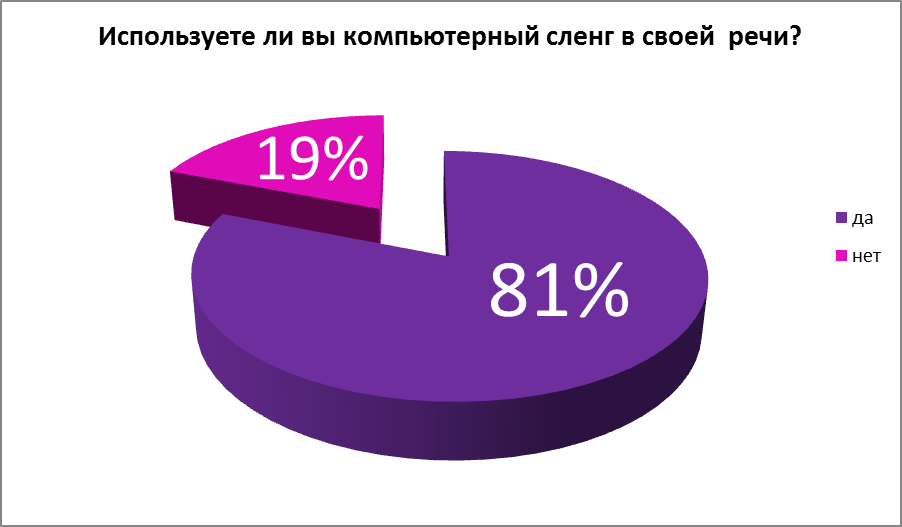 Используете ли вы компьютерный сленг в своей  речи?
19%
81%
да
нет